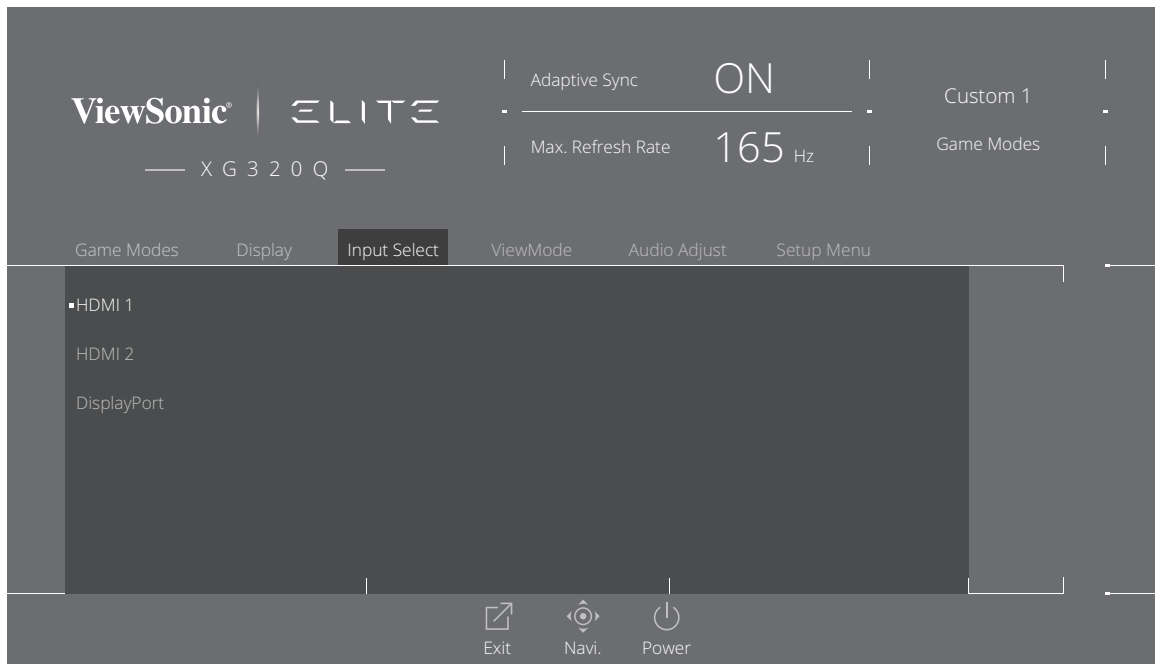 ViewSonic® ELITE
XG320Q
Adaptive Sync ON
Max. Refresh Rate 165 Hz
Custom 1
Game Modes
Game Modes Display Input Select ViewMode Audio Adjust Setup Menu
HDMI 1
HDMI 2
DisplayPort
Exit Navi. Power